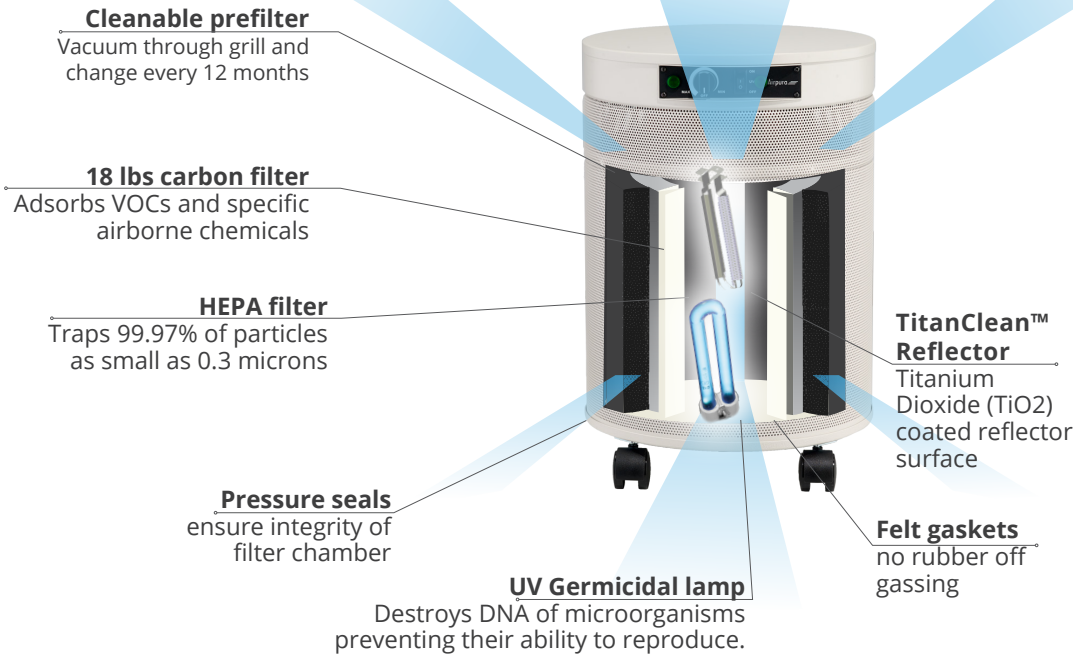 Cleanable prefilter
Vacuum through grill and
change every 12 months
18 lbs carbon filter
Adsorbs VOCs and specific
airborne chemicals
HEPA filter
Traps 99.97% of particles
as small as 0.3 microns
Pressure seals
ensure integrity of
filter chamber
UV Germicidal lamp
Destroys DNA of microorganisms
preventing their ability to reproduce.
TitanClean™
Reflector
Titanium
Dioxide (TiO2)
coated reflector
surface
Felt gaskets
no rubber off
gassing